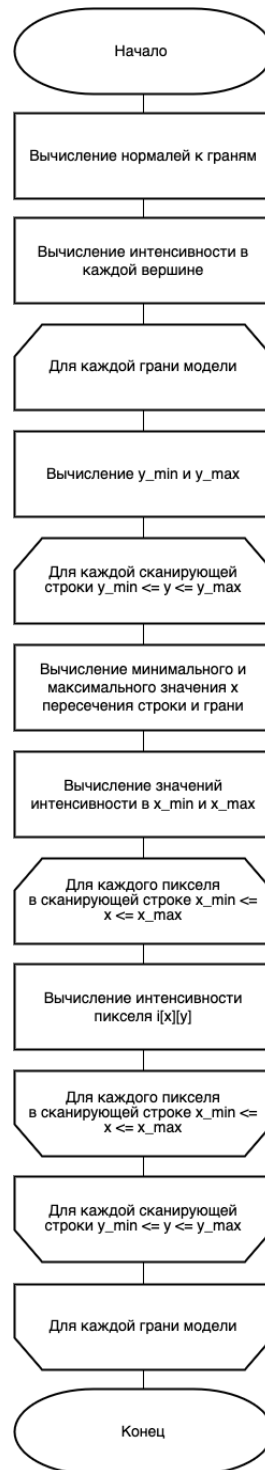 Начало
Вычисление нормалей к граням
Вычисление интенсивности в
каждой вершине
Для каждой грани модели
Вычисление y_min и y_max
Для каждой сканирующей
строки y_min <= y <= y_max
Вычисление минимального и
максимального значения x
пересечения строки и грани
Вычисление значений
интенсивности в x_min и x_max
Для каждого пикселя
в сканирующей строке x_min <=
x <= x_max
Вычисление интенсивности
пикселя i[x][y]
Для каждого пикселя
в сканирующей строке x_min <=
x <= x_max
Для каждой сканирующей
строки y_min <= y <= y_max
Для каждой грани модели
Конец